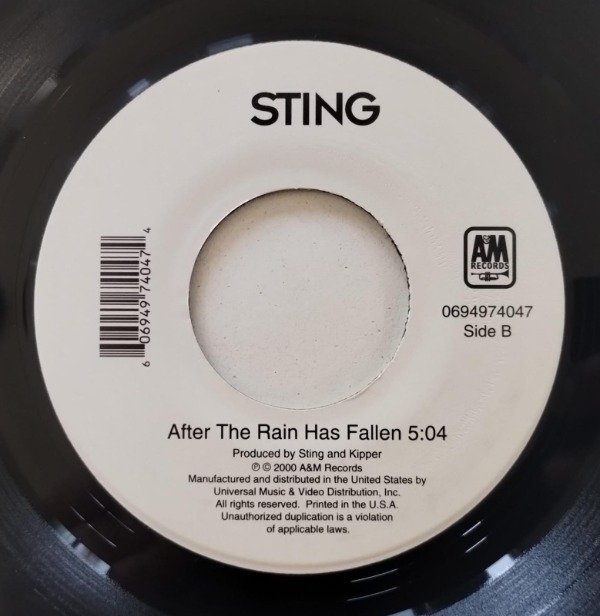 STING
A&M
RECORDS
0694974047
Side B
6 06949 74047 4
After The Rain Has Fallen 5:04
Produced by Sting and Kipper
℗ © 2000 A&M Records
Manufactured and distributed in the United States by
Universal Music & Video Distribution, Inc.
All rights reserved. Printed in the U.S.A.
Unauthorized duplication is a violation
of applicable laws.